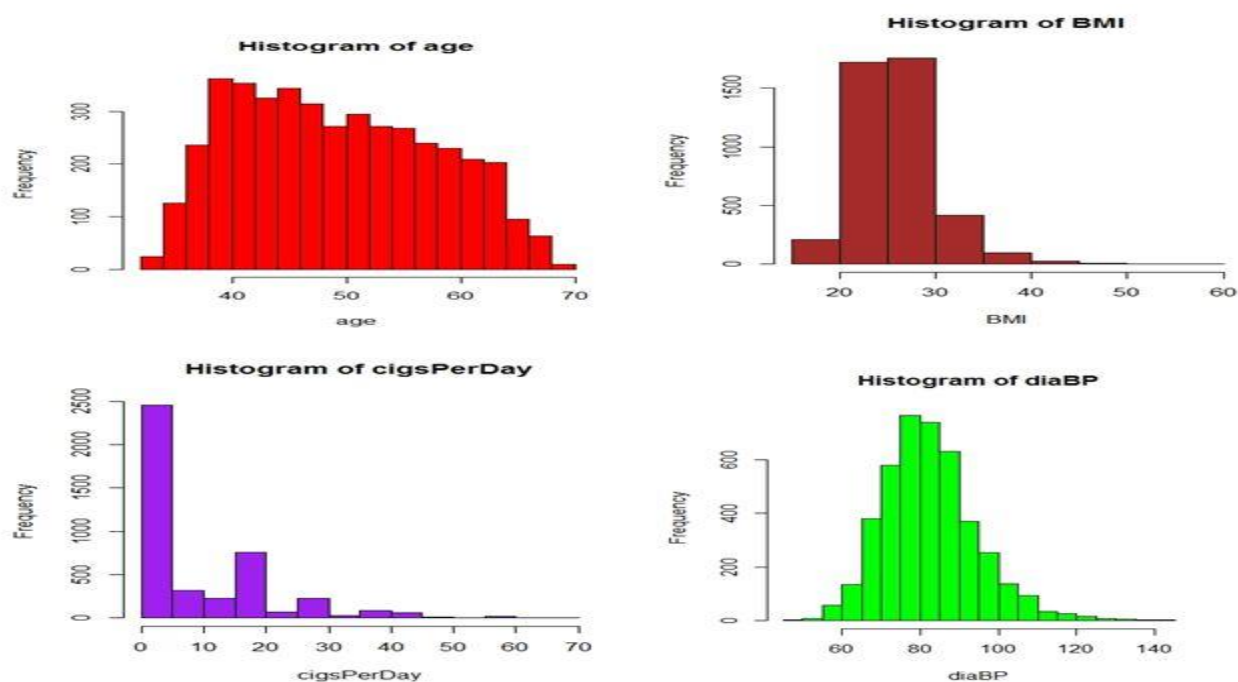 Histogram of age
Frequency
0 100 200 300
40 50 60 70
age
Histogram of BMI
Frequency
0 500 1000 1500
20 30 40 50 60
BMI
Histogram of cigsPerDay
Frequency
0 500 1000 1500 2000 2500
0 10 20 30 40 50 60 70
cigsPerDay
Histogram of diaBP
Frequency
0 200 400 600
60 80 100 120 140
diaBP